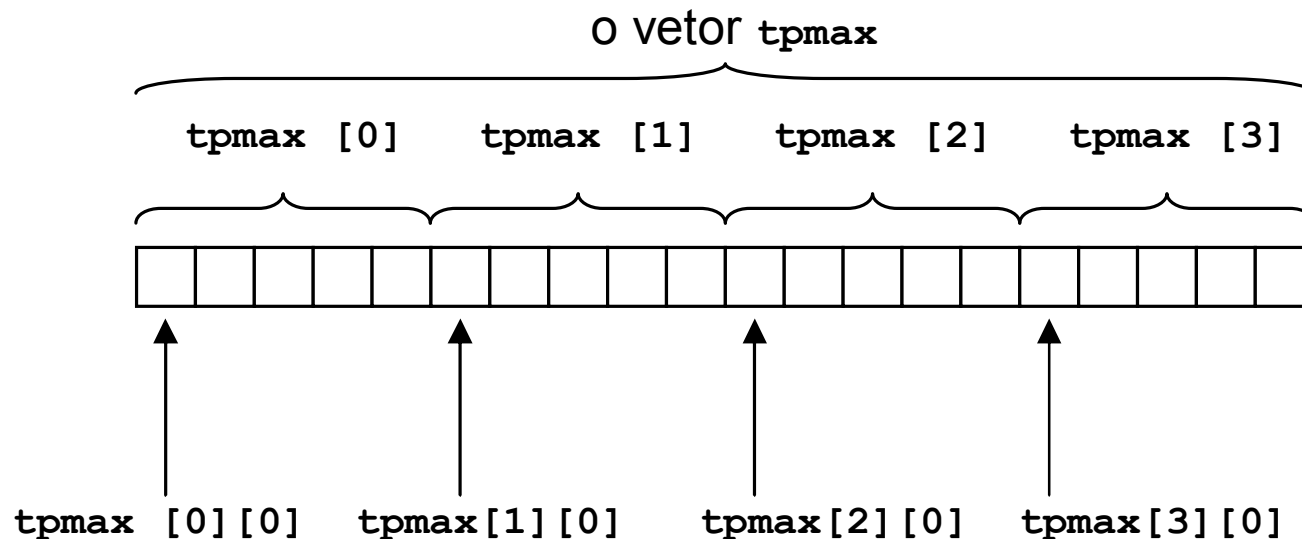 o vetor tpmax
tpmax [0] tpmax [1] tpmax [2] tpmax [3]
tpmax [0][0] tpmax[1][0] tpmax[2][0] tpmax[3][0]